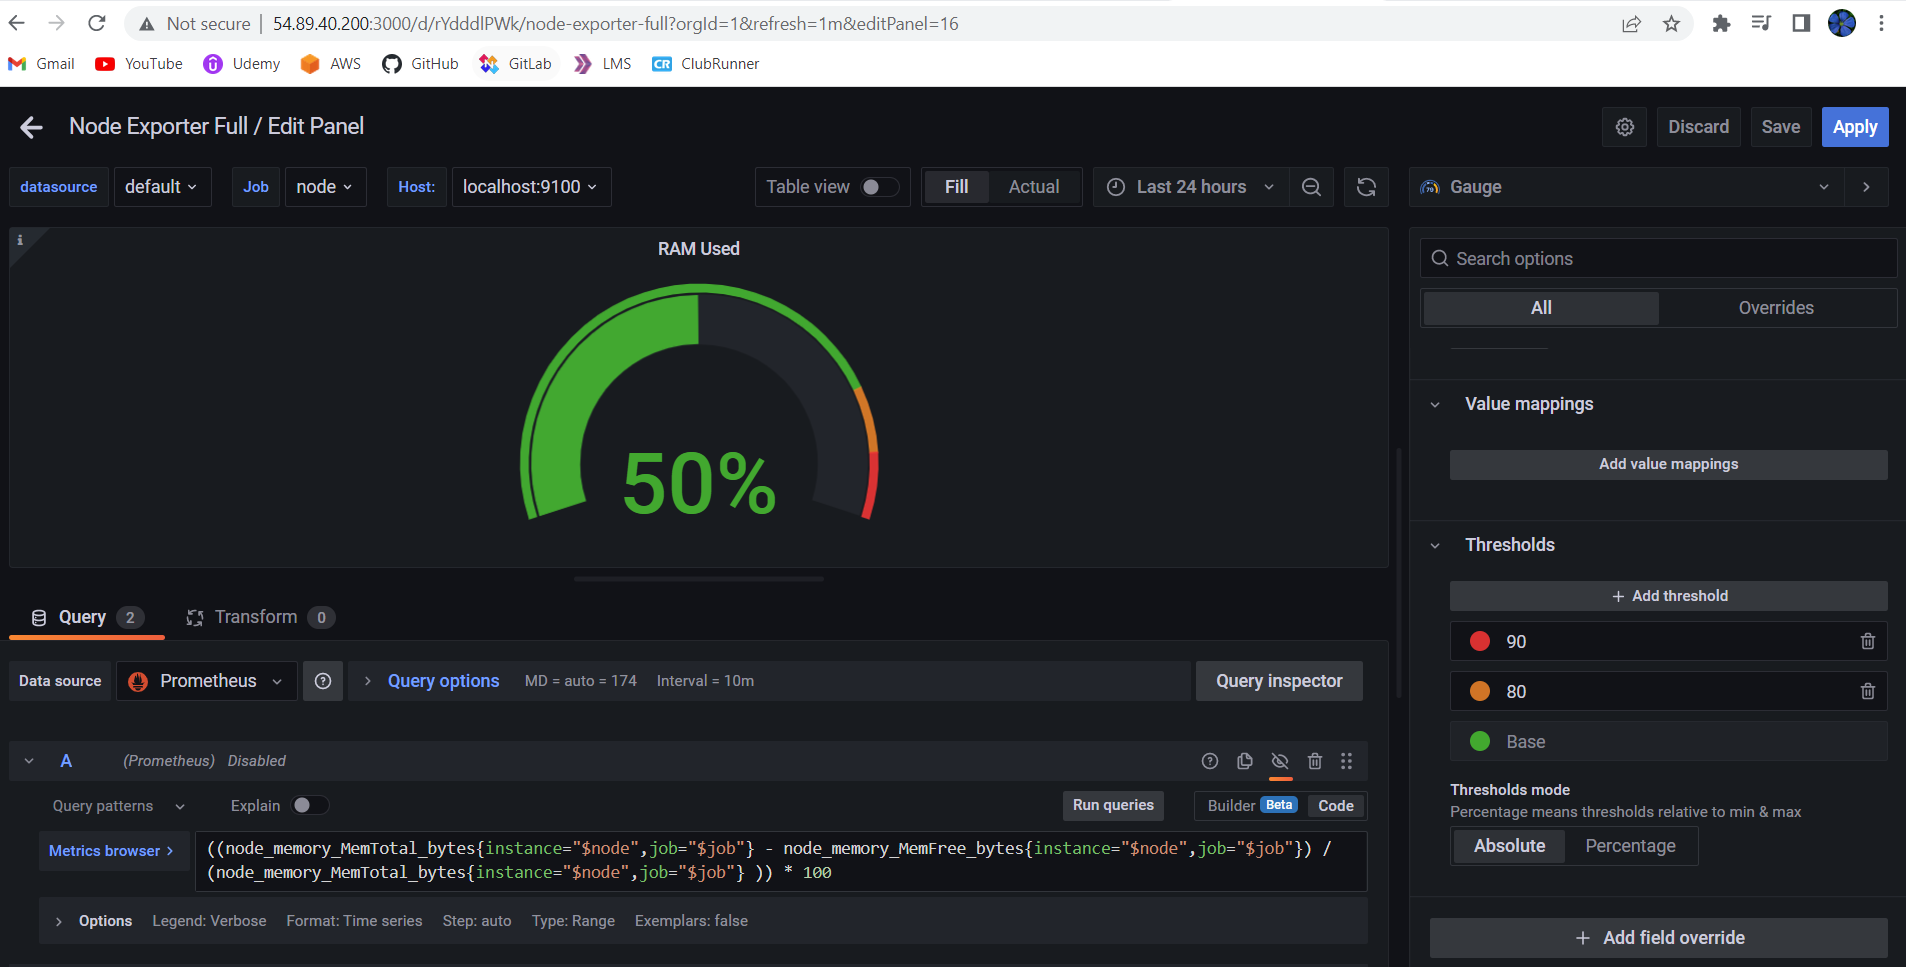 Not secure | 54.89.40.200:3000/d/rYdddlPWk/node-exporter-full?orgId=1&refresh=1m&editPanel=16
Gmail YouTube Udemy AWS GitHub GitLab LMS CR ClubRunner
Node Exporter Full / Edit Panel
Discard Save Apply
datasource default Job node Host: localhost:9100 Table view Fill Actual Last 24 hours
Gauge
i
RAM Used
50%
Search options
All Overrides
Value mappings
Add value mappings
Thresholds
+ Add threshold
90
80
Base
Thresholds mode
Percentage means thresholds relative to min & max
Absolute Percentage
+ Add field override
Query 2 Transform 0
Data source Prometheus Query options MD = auto = 174 Interval = 10m Query inspector
A (Prometheus) Disabled
Query patterns Explain Run queries Builder Beta Code
Metrics browser > ((node_memory_MemTotal_bytes{instance="$node",job="$job"} - node_memory_MemFree_bytes{instance="$node",job="$job"}) /
(node_memory_MemTotal_bytes{instance="$node",job="$job"} )) * 100
> Options Legend: Verbose Format: Time series Step: auto Type: Range Exemplars: false